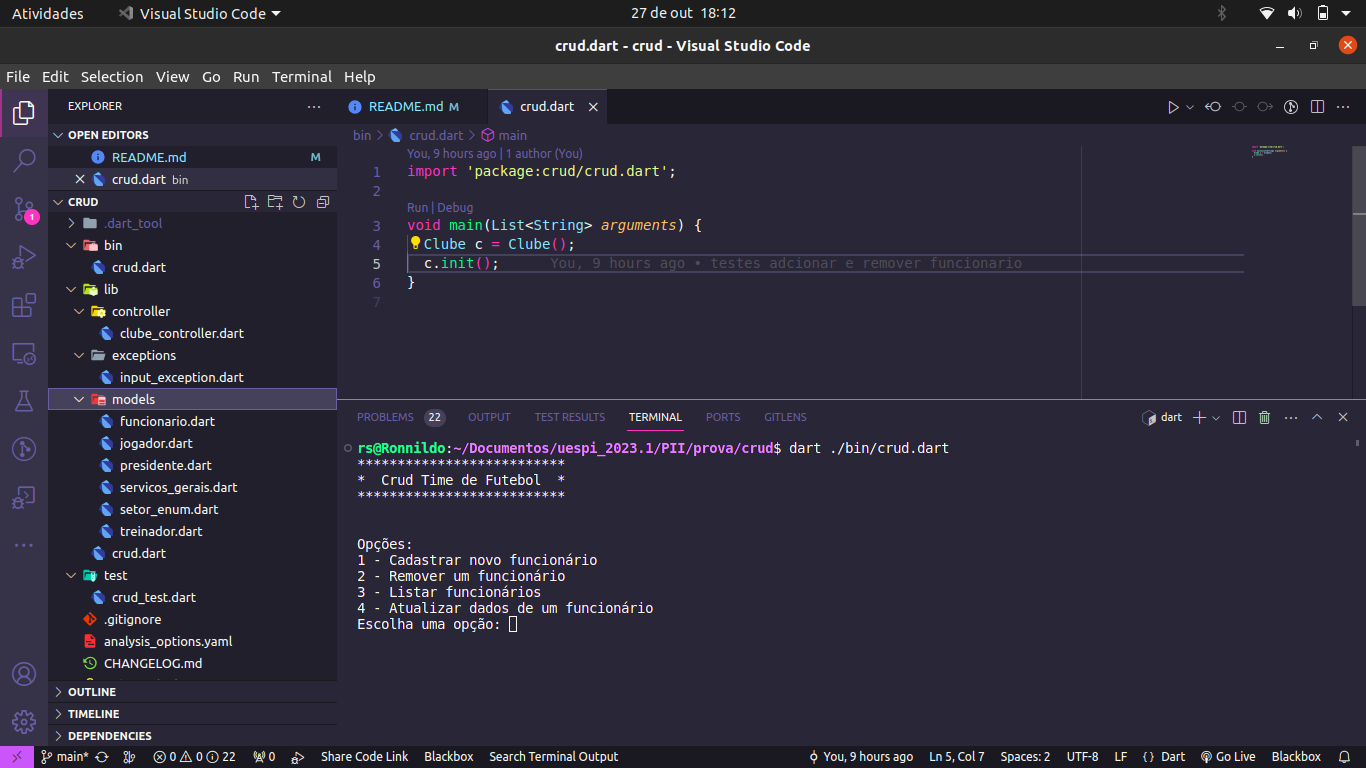 Atividades
Visual Studio Code
27 de out 18:12
crud.dart - crud - Visual Studio Code
File Edit Selection View Go Run Terminal Help
EXPLORER
OPEN EDITORS
README.md M
crud.dart bin
CRUD
.dart_tool
bin
crud.dart
lib
controller
clube_controller.dart
exceptions
input_exception.dart
models
funcionario.dart
jogador.dart
presidente.dart
servicos_gerais.dart
setor_enum.dart
treinador.dart
crud.dart
test
crud_test.dart
.gitignore
analysis_options.yaml
CHANGELOG.md
OUTLINE
TIMELINE
DEPENDENCIES
1
README.md M
crud.dart
bin > crud.dart > main
You, 9 hours ago | 1 author (You)
1 import 'package:crud/crud.dart';
2
Run | Debug
3 void main(List<String> arguments) {
4 Clube c = Clube();
5 c.init(); You, 9 hours ago • testes adcionar e remover funcionario
6 }
7
PROBLEMS 22 OUTPUT TEST RESULTS TERMINAL PORTS GITLENS
dart
rs@Ronnildo:~/Documentos/uespi_2023.1/PII/prova/crud$ dart ./bin/crud.dart
**************************
*  Crud Time de Futebol  *
**************************
Opções:
1 - Cadastrar novo funcionário
2 - Remover um funcionário
3 - Listar funcionários
4 - Atualizar dados de um funcionário
Escolha uma opção:
main* 0 0 22 0 Share Code Link Blackbox Search Terminal Output You, 9 hours ago Ln 5, Col 7 Spaces: 2 UTF-8 LF { } Dart Go Live Blackbox